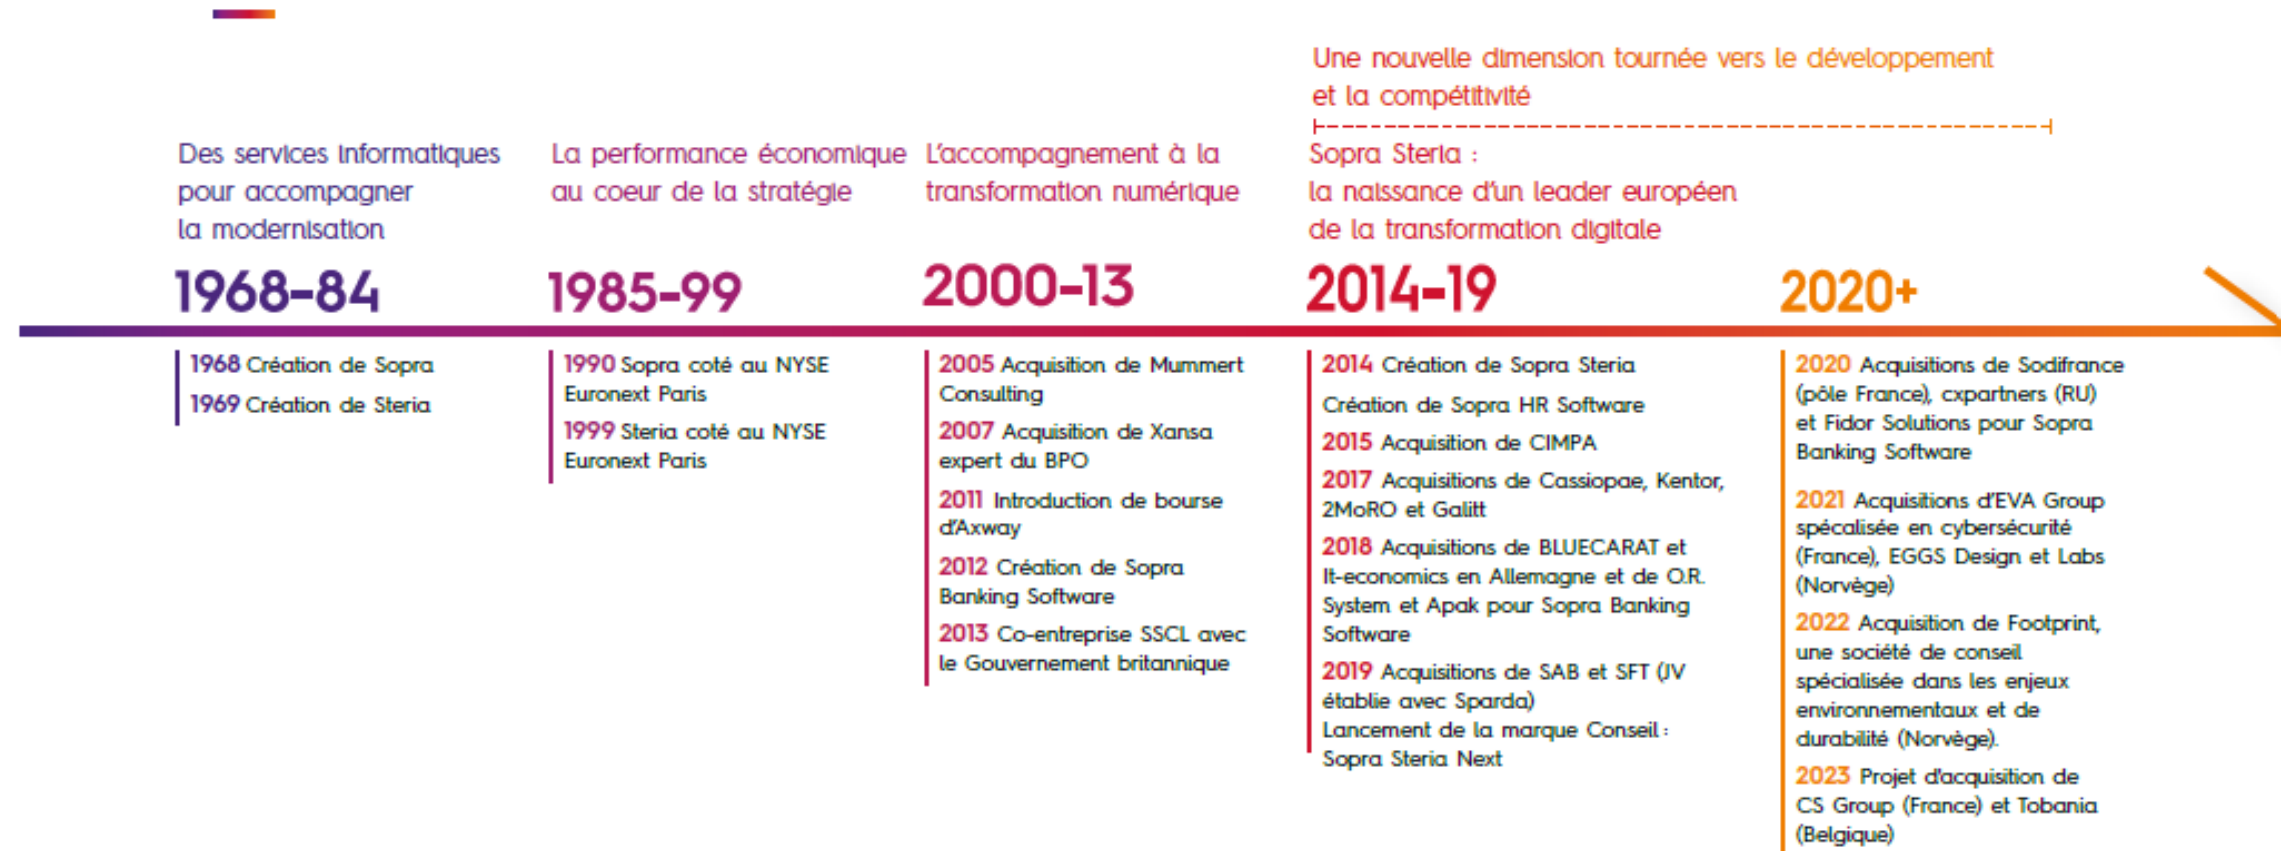 Une nouvelle dimension tournée vers le développement
et la compétitivité
Des services informatiques
pour accompagner
la modernisation
1968-84
1968 Création de Sopra
1969 Création de Steria
La performance économique
au coeur de la stratégie
1985-99
1990 Sopra coté au NYSE
Euronext Paris
1999 Steria coté au NYSE
Euronext Paris
L'accompagnement à la
transformation numérique
2000-13
2005 Acquisition de Mummert
Consulting
2007 Acquisition de Xansa
expert du BPO
2011 Introduction de bourse
d'Axway
2012 Création de Sopra
Banking Software
2013 Co-entreprise SSCL avec
le Gouvernement britannique
Sopra Steria :
la naissance d'un leader européen
de la transformation digitale
2014-19
2014 Création de Sopra Steria
Création de Sopra HR Software
2015 Acquisition de CIMPA
2017 Acquisitions de Cassiopae, Kentor,
2MoRO et Galitt
2018 Acquisitions de BLUECARAT et
It-economics en Allemagne et de O.R.
System et Apak pour Sopra Banking
Software
2019 Acquisitions de SAB et SFT (JV
établie avec Sparda)
Lancement de la marque Conseil :
Sopra Steria Next
2020+
2020 Acquisitions de Sodifrance
(pôle France), cxpartners (RU)
et Fidor Solutions pour Sopra
Banking Software
2021 Acquisitions d'EVA Group
spécalisée en cybersécurité
(France), EGGS Design et Labs
(Norvège)
2022 Acquisition de Footprint,
une société de conseil
spécialisée dans les enjeux
environnementaux et de
durabilité (Norvège).
2023 Projet d'acquisition de
CS Group (France) et Tobania
(Belgique)